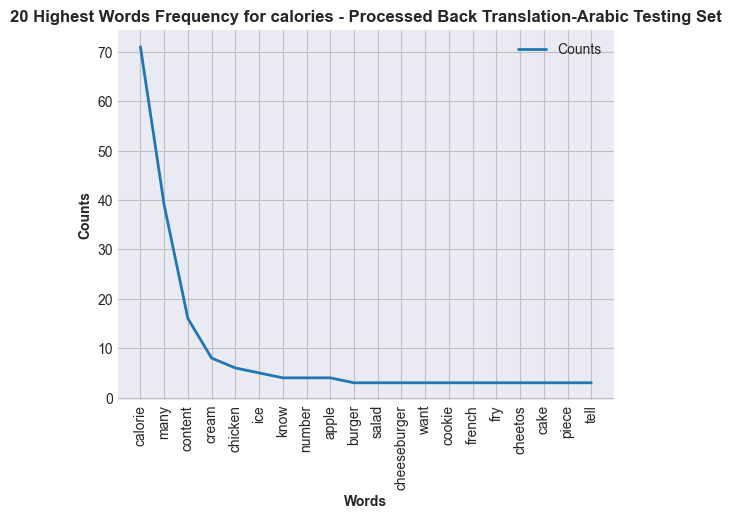 20 Highest Words Frequency for calories - Processed Back Translation-Arabic Testing Set
Counts
Counts
70
60
50
40
30
20
10
0
calorie
many
content
cream
chicken
ice
know
number
apple
burger
salad
cheeseburger
want
cookie
french
fry
cheetos
cake
piece
tell
Words